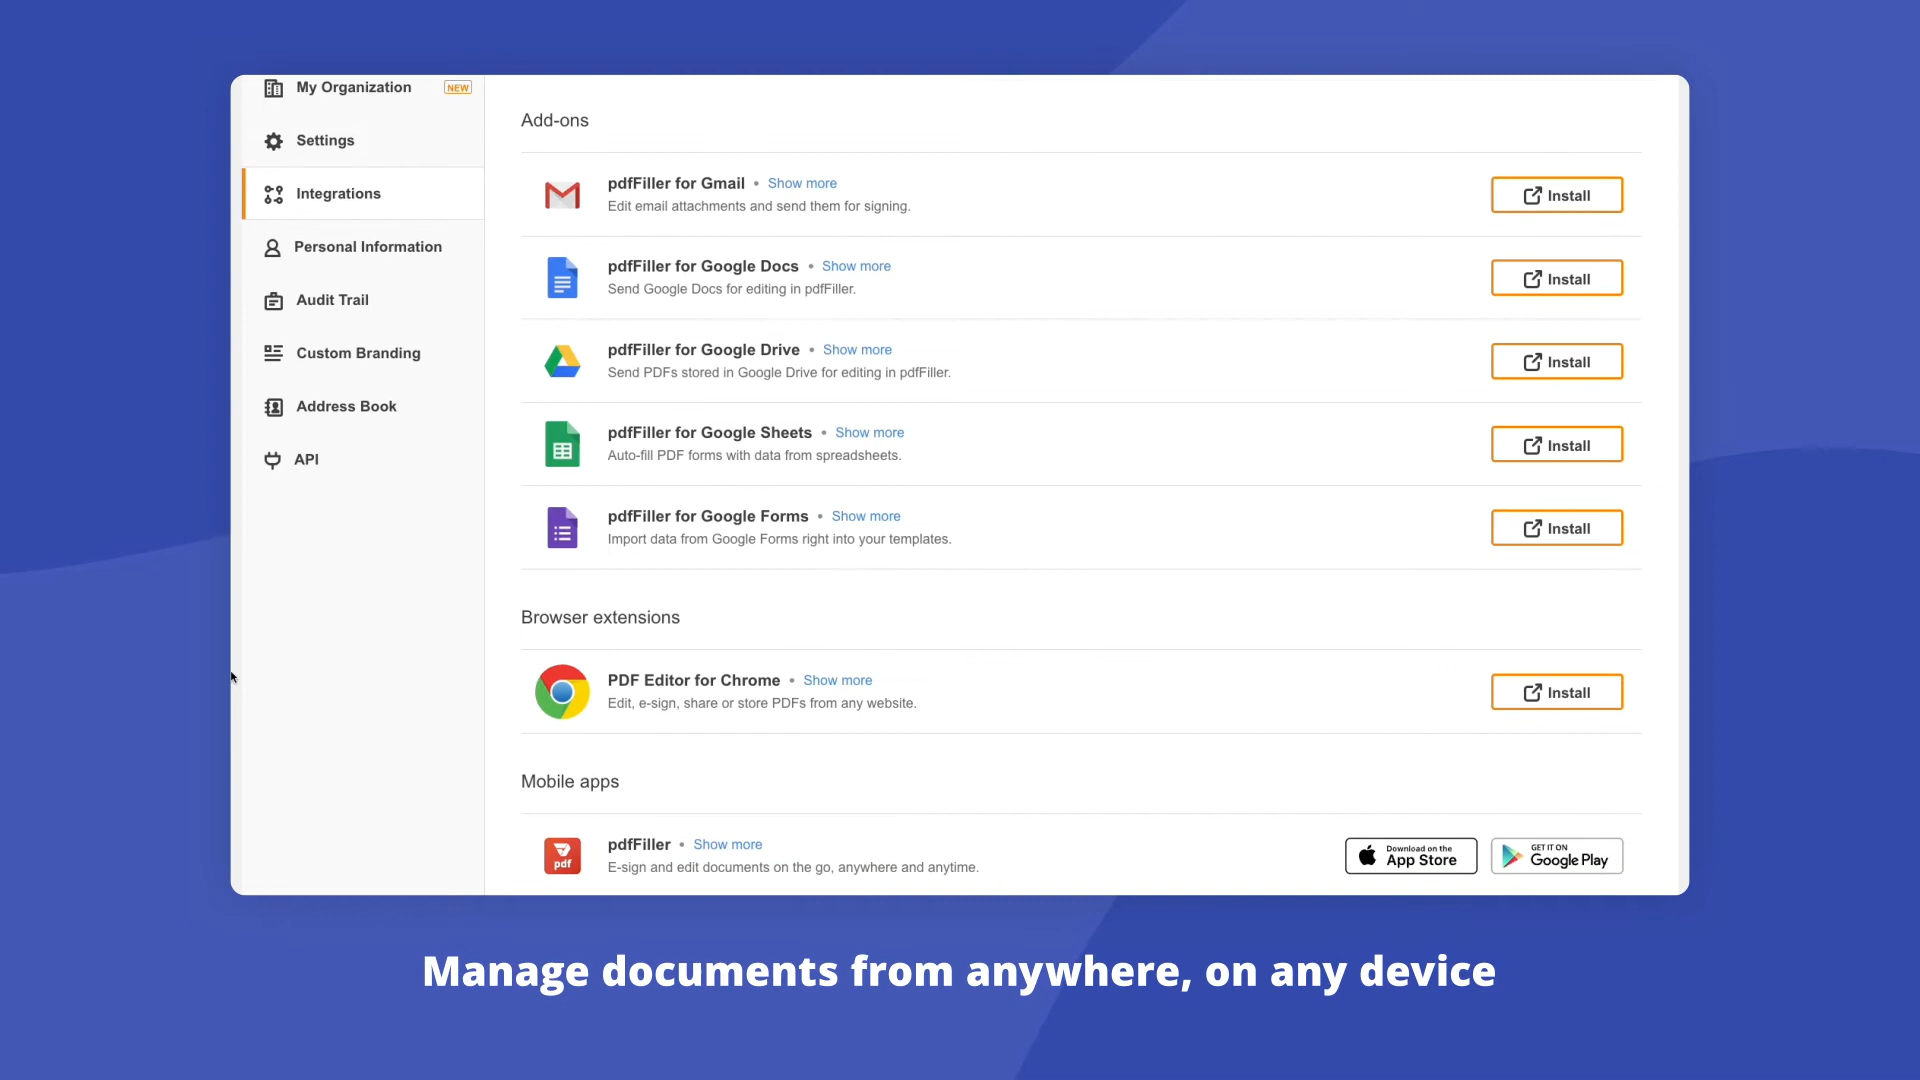 My Organization NEW
Settings
Integrations
Personal Information
Audit Trail
Custom Branding
Address Book
API
Add-ons
pdfFiller for Gmail • Show more
Edit email attachments and send them for signing.
Install
pdfFiller for Google Docs • Show more
Send Google Docs for editing in pdfFiller.
Install
pdfFiller for Google Drive • Show more
Send PDFs stored in Google Drive for editing in pdfFiller.
Install
pdfFiller for Google Sheets • Show more
Auto-fill PDF forms with data from spreadsheets.
Install
pdfFiller for Google Forms • Show more
Import data from Google Forms right into your templates.
Install
Browser extensions
PDF Editor for Chrome • Show more
Edit, e-sign, share or store PDFs from any website.
Install
Mobile apps
pdf
pdfFiller • Show more
E-sign and edit documents on the go, anywhere and anytime.
Download on the
App Store
GET IT ON
Google Play
Manage documents from anywhere, on any device